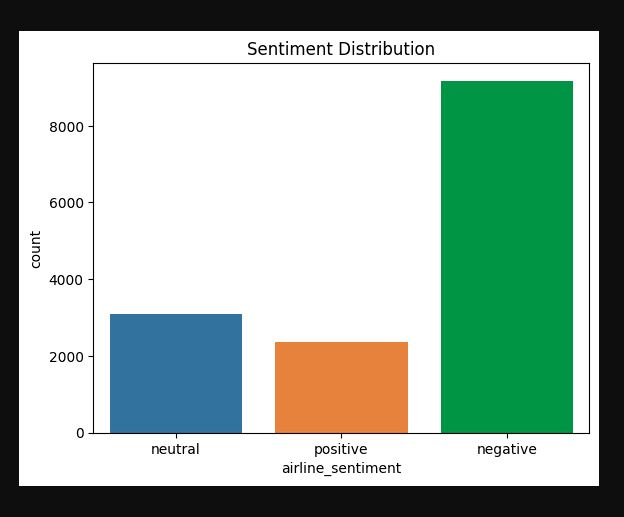 Sentiment Distribution
8000
6000
count
4000
2000
0
neutral positive negative
airline_sentiment